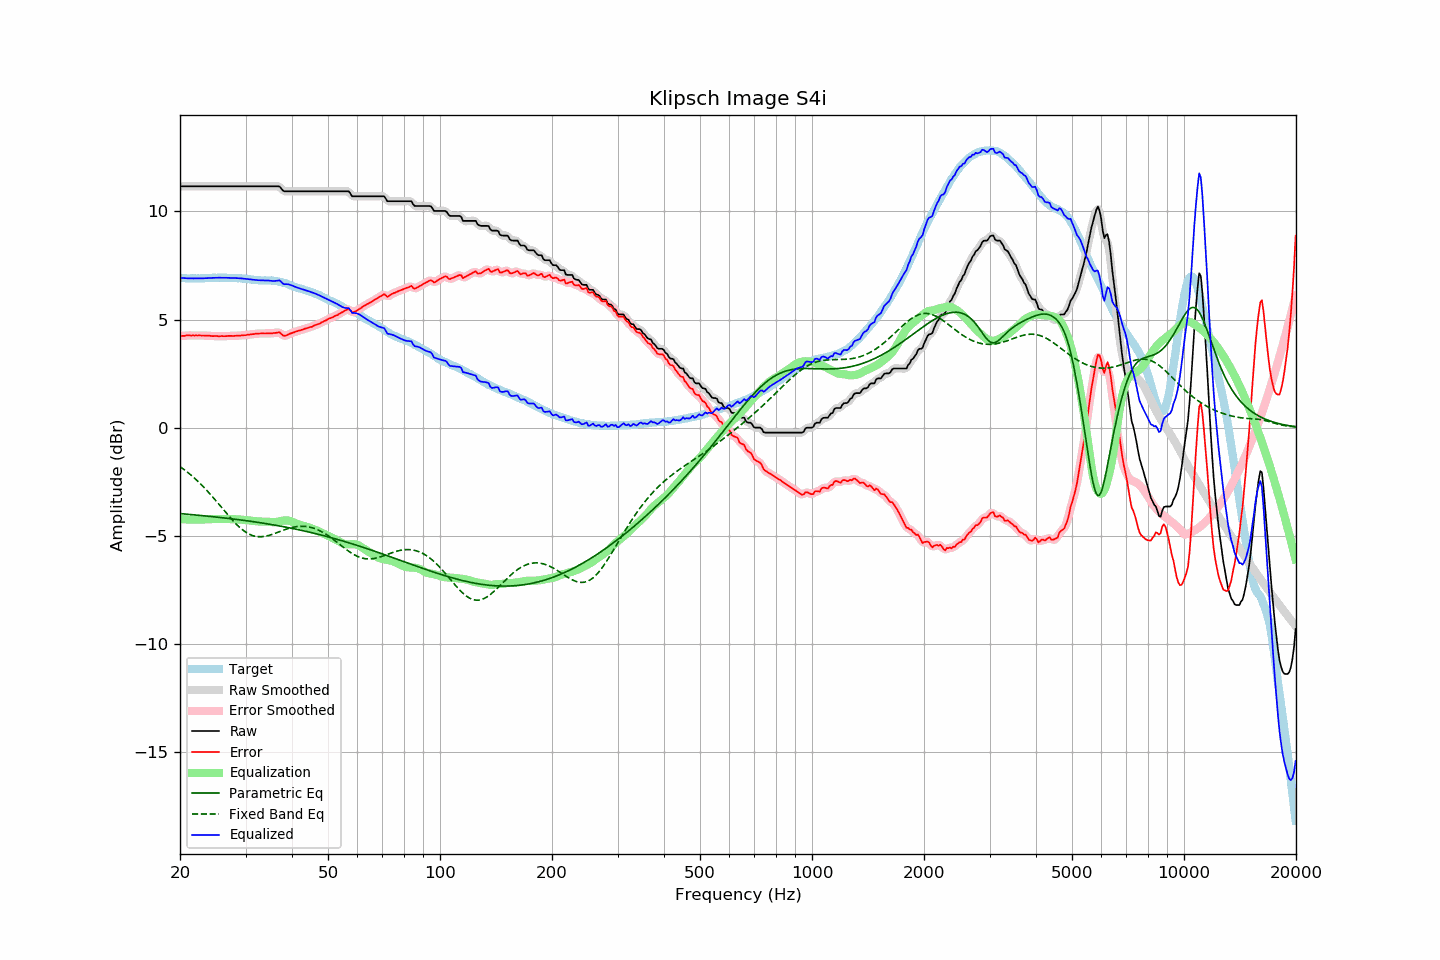 Klipsch Image S4i
Amplitude (dBr)
10
5
0
−5
−10
−15
Target
Raw Smoothed
Error Smoothed
Raw
Error
Equalization
Parametric Eq
Fixed Band Eq
Equalized
20 50 100 200 500 1000 2000 5000 10000 20000
Frequency (Hz)